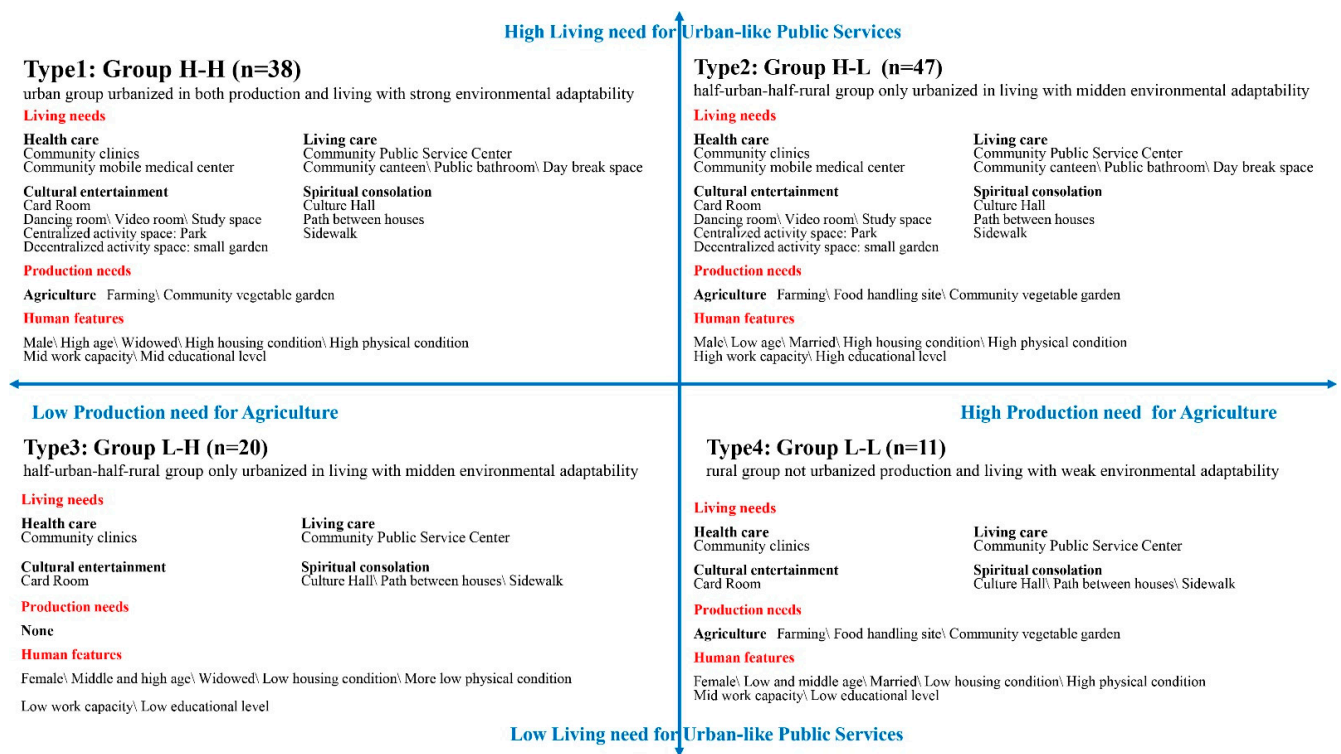 High Living need for Urban-like Public Services
Type1: Group H-H (n=38)
urban group urbanized in both production and living with strong environmental adaptability
Living needs
Health care
Community clinics
Community mobile medical center
Living care
Community Public Service Center
Community canteen\ Public bathroom\ Day break space
Cultural entertainment
Card Room
Dancing room\ Video room\ Study space
Centralized activity space: Park
Decentralized activity space: small garden
Spiritual consolation
Culture Hall
Path between houses
Sidewalk
Production needs
Agriculture Farming\ Community vegetable garden
Human features
Male\ High age\ Widowed\ High housing condition\ High physical condition
Mid work capacity\ Mid educational level
Type2: Group H-L (n=47)
half-urban-half-rural group only urbanized in living with midden environmental adaptability
Living needs
Health care
Community clinics
Community mobile medical center
Living care
Community Public Service Center
Community canteen\ Public bathroom\ Day break space
Cultural entertainment
Card Room
Dancing room\ Video room\ Study space
Centralized activity space: Park
Decentralized activity space: small garden
Spiritual consolation
Culture Hall
Path between houses
Sidewalk
Production needs
Agriculture Farming\ Food handling site\ Community vegetable garden
Human features
Male\ Low age\ Married\ High housing condition\ High physical condition
High work capacity\ High educational level
Low Production need for Agriculture
High Production need for Agriculture
Type3: Group L-H (n=20)
half-urban-half-rural group only urbanized in living with midden environmental adaptability
Living needs
Health care
Community clinics
Living care
Community Public Service Center
Cultural entertainment
Card Room
Spiritual consolation
Culture Hall\ Path between houses\ Sidewalk
Production needs
None
Human features
Female\ Middle and high age\ Widowed\ Low housing condition\ More low physical condition
Low work capacity\ Low educational level
Type4: Group L-L (n=11)
rural group not urbanized production and living with weak environmental adaptability
Living needs
Health care
Community clinics
Living care
Community Public Service Center
Cultural entertainment
Card Room
Spiritual consolation
Culture Hall\ Path between houses\ Sidewalk
Production needs
Agriculture Farming\ Food handling site\ Community vegetable garden
Human features
Female\ Low and middle age\ Married\ Low housing condition\ High physical condition
Mid work capacity\ Low educational level
Low Living need for Urban-like Public Services